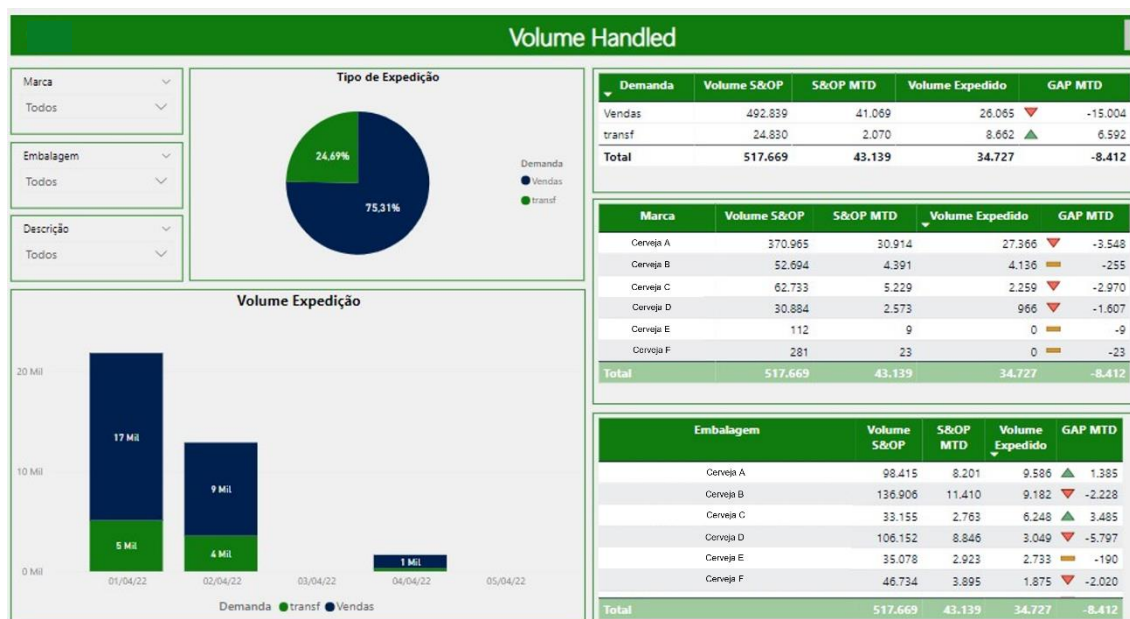 Volume Handled
Marca
Todos
Embalagem
Todos
Descrição
Todos
Tipo de Expedição
24,69%
75,31%
Demanda
Vendas
transf
Volume Expedição
20 Mil
10 Mil
0 Mil
17 Mil
5 Mil
9 Mil
4 Mil
1 Mil
01/04/22 02/04/22 03/04/22 04/04/22 05/04/22
Demanda transf Vendas
Demanda Volume S&OP S&OP MTD Volume Expedido GAP MTD
Vendas 492.839 41.069 26.065 -15.004
transf 24.830 2.070 8.662 6.592
Total 517.669 43.139 34.727 -8.412
Marca Volume S&OP S&OP MTD Volume Expedido GAP MTD
Cerveja A 370.965 30.914 27.366 -3.548
Cerveja B 52.694 4.391 4.136 -255
Cerveja C 62.733 5.229 2.259 -2.970
Cerveja D 30.884 2.573 966 -1.607
Cerveja E 112 9 0 -9
Cerveja F 281 23 0 -23
Total 517.669 43.139 34.727 -8.412
Embalagem Volume S&OP S&OP MTD Volume Expedido GAP MTD
Cerveja A 98.415 8.201 9.586 1.385
Cerveja B 136.906 11.410 9.182 -2.228
Cerveja C 33.155 2.763 6.248 3.485
Cerveja D 106.152 8.846 3.049 -5.797
Cerveja E 35.078 2.923 2.733 -190
Cerveja F 46.734 3.895 1.875 -2.020
Total 517.669 43.139 34.727 -8.412